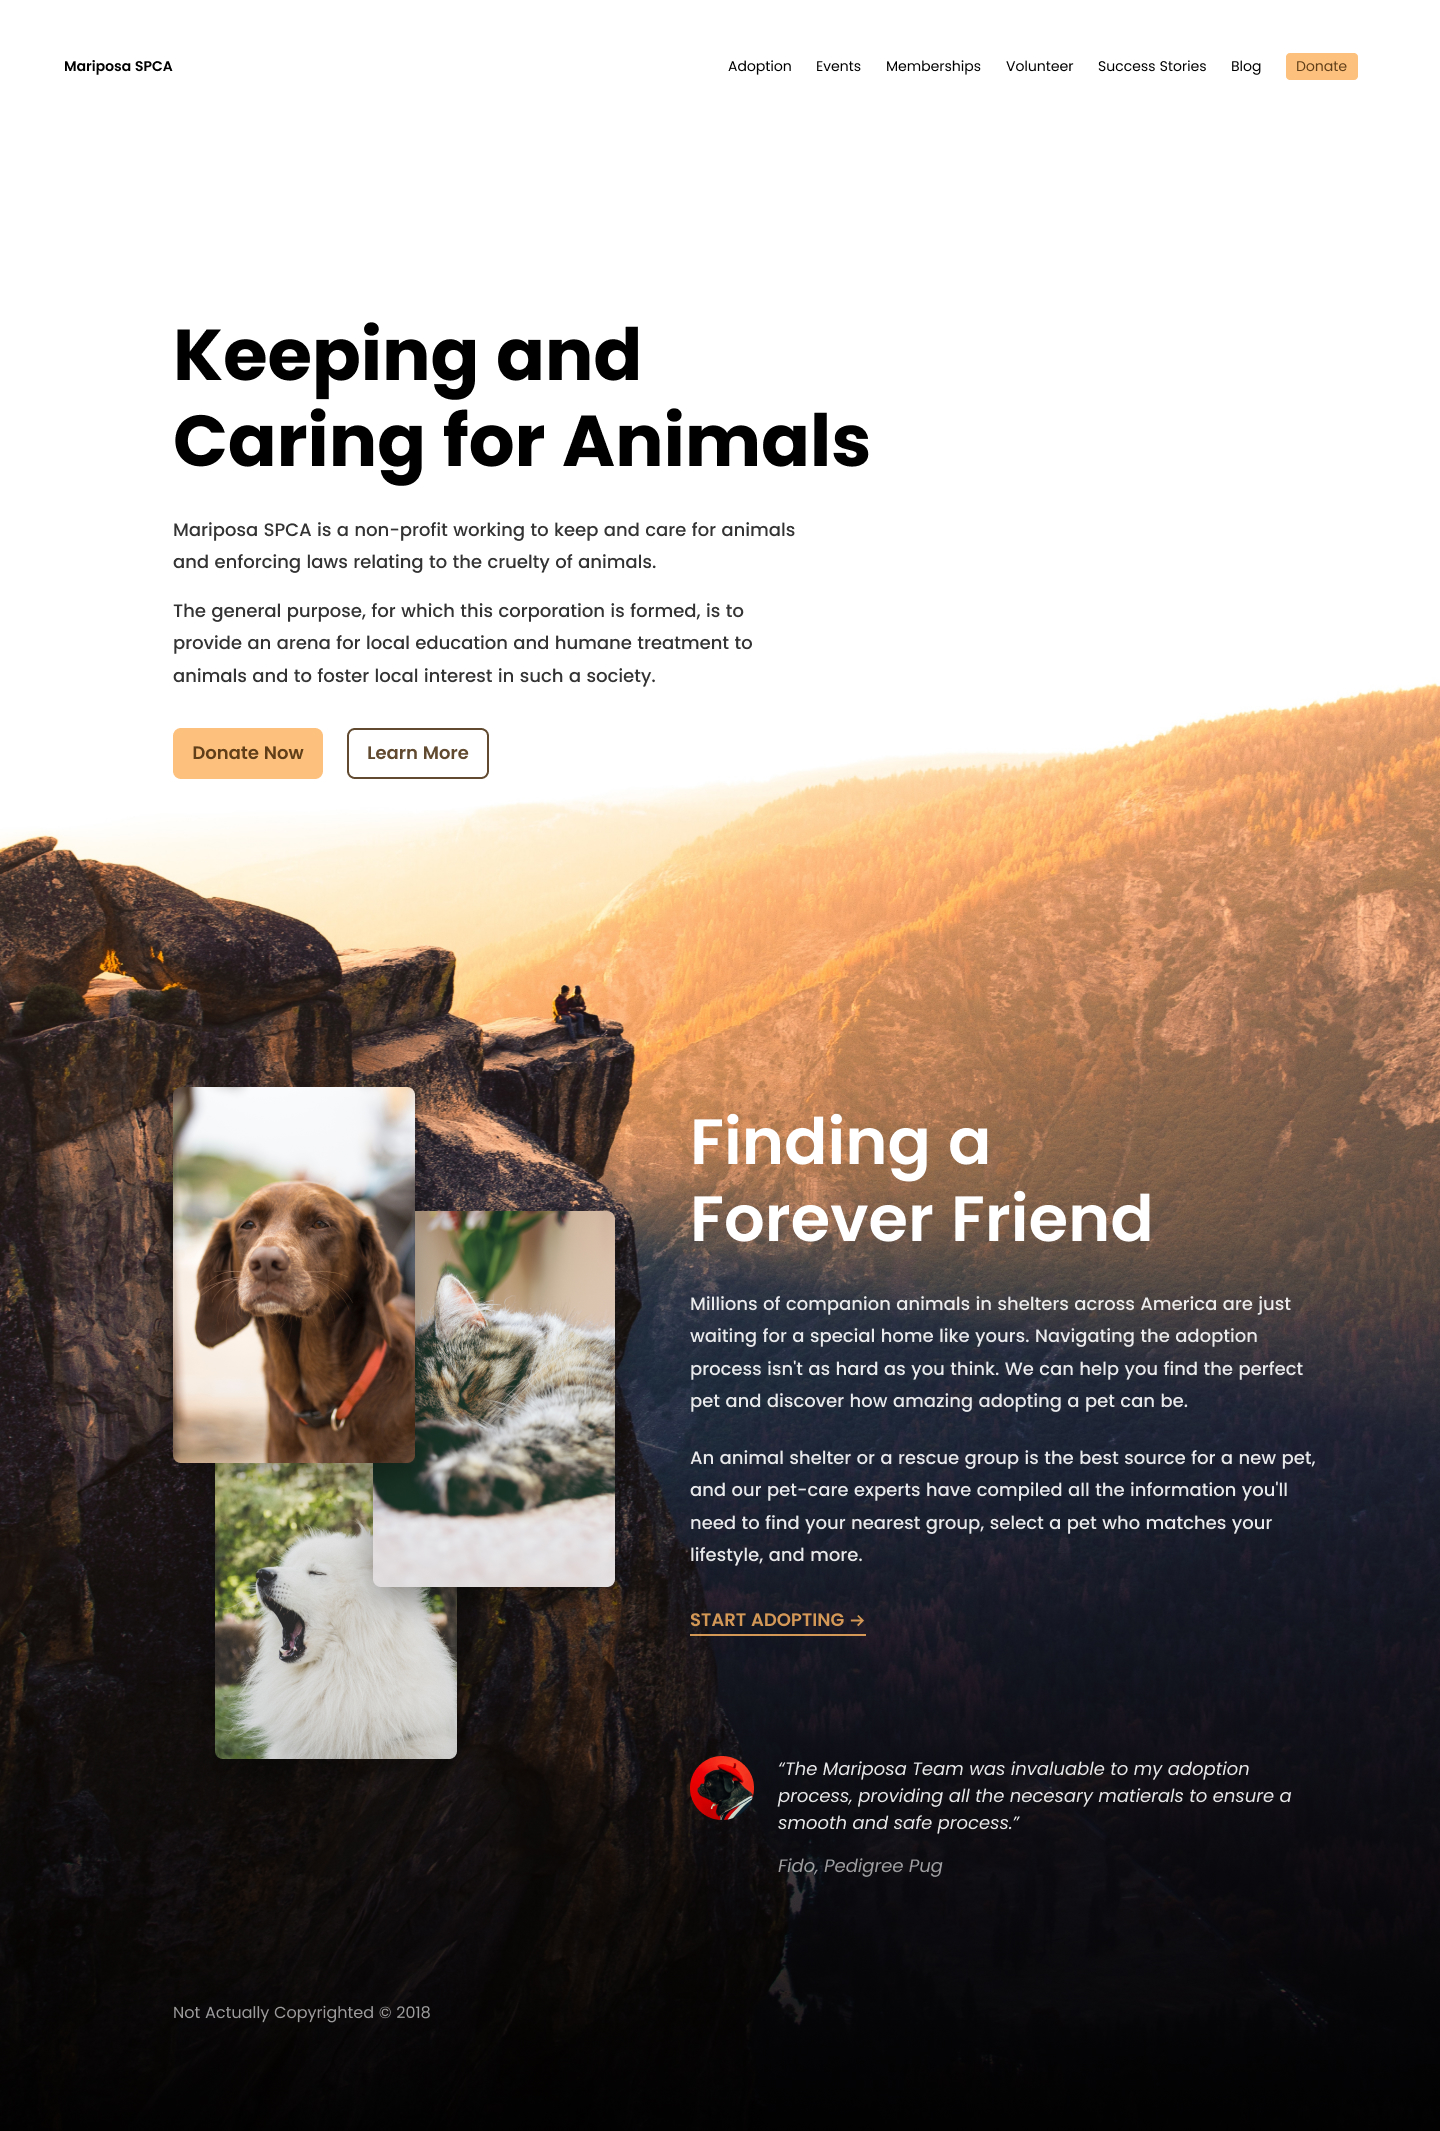 Mariposa SPCA
Adoption Events Memberships Volunteer Success Stories Blog Donate
Keeping and
Caring for Animals
Mariposa SPCA is a non-profit working to keep and care for animals
and enforcing laws relating to the cruelty of animals.
The general purpose, for which this corporation is formed, is to
provide an arena for local education and humane treatment to
animals and to foster local interest in such a society.
Donate Now Learn More
Finding a
Forever Friend
Millions of companion animals in shelters across America are just
waiting for a special home like yours. Navigating the adoption
process isn't as hard as you think. We can help you find the perfect
pet and discover how amazing adopting a pet can be.
An animal shelter or a rescue group is the best source for a new pet,
and our pet-care experts have compiled all the information you'll
need to find your nearest group, select a pet who matches your
lifestyle, and more.
START ADOPTING →
“The Mariposa Team was invaluable to my adoption
process, providing all the necesary matierals to ensure a
smooth and safe process.”
Fido, Pedigree Pug
Not Actually Copyrighted © 2018